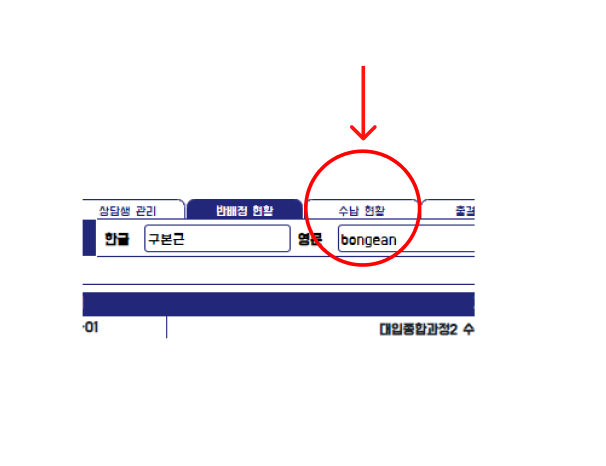 상담생 관리 반배정 현황 수납 현황 출결
한글 구본근 영문 bongean
-01 대입종합과정2 수